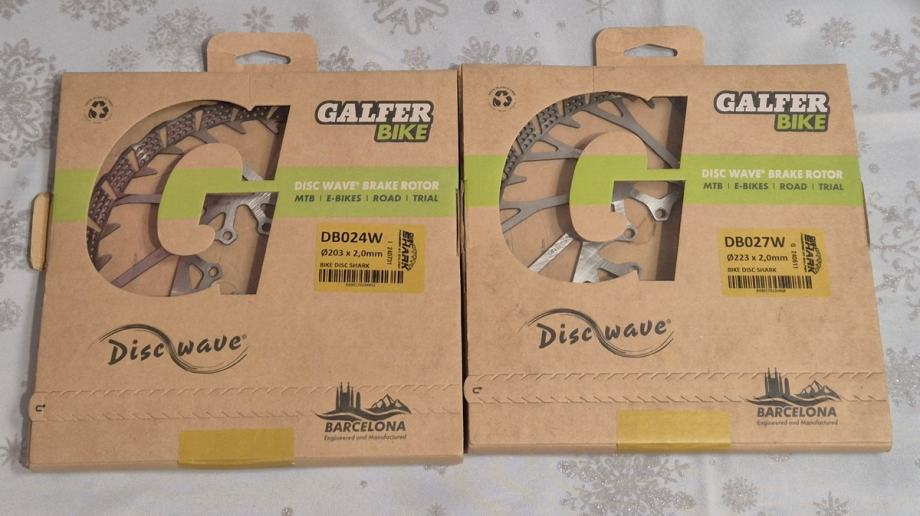 GALFER
BIKE
DISC WAVE® BRAKE ROTOR
MTB | E-BIKES | ROAD | TRIAL
DB024W
Ø203 x 2,0mm
BIKE DISC SHARK
SHARK
Disc wave®
BARCELONA
Engineered and Manufactured
GALFER
BIKE
DISC WAVE® BRAKE ROTOR
MTB | E-BIKES | ROAD | TRIAL
DB027W
Ø223 x 2,0mm
BIKE DISC SHARK
SHARK
Disc wave®
BARCELONA
Engineered and Manufactured